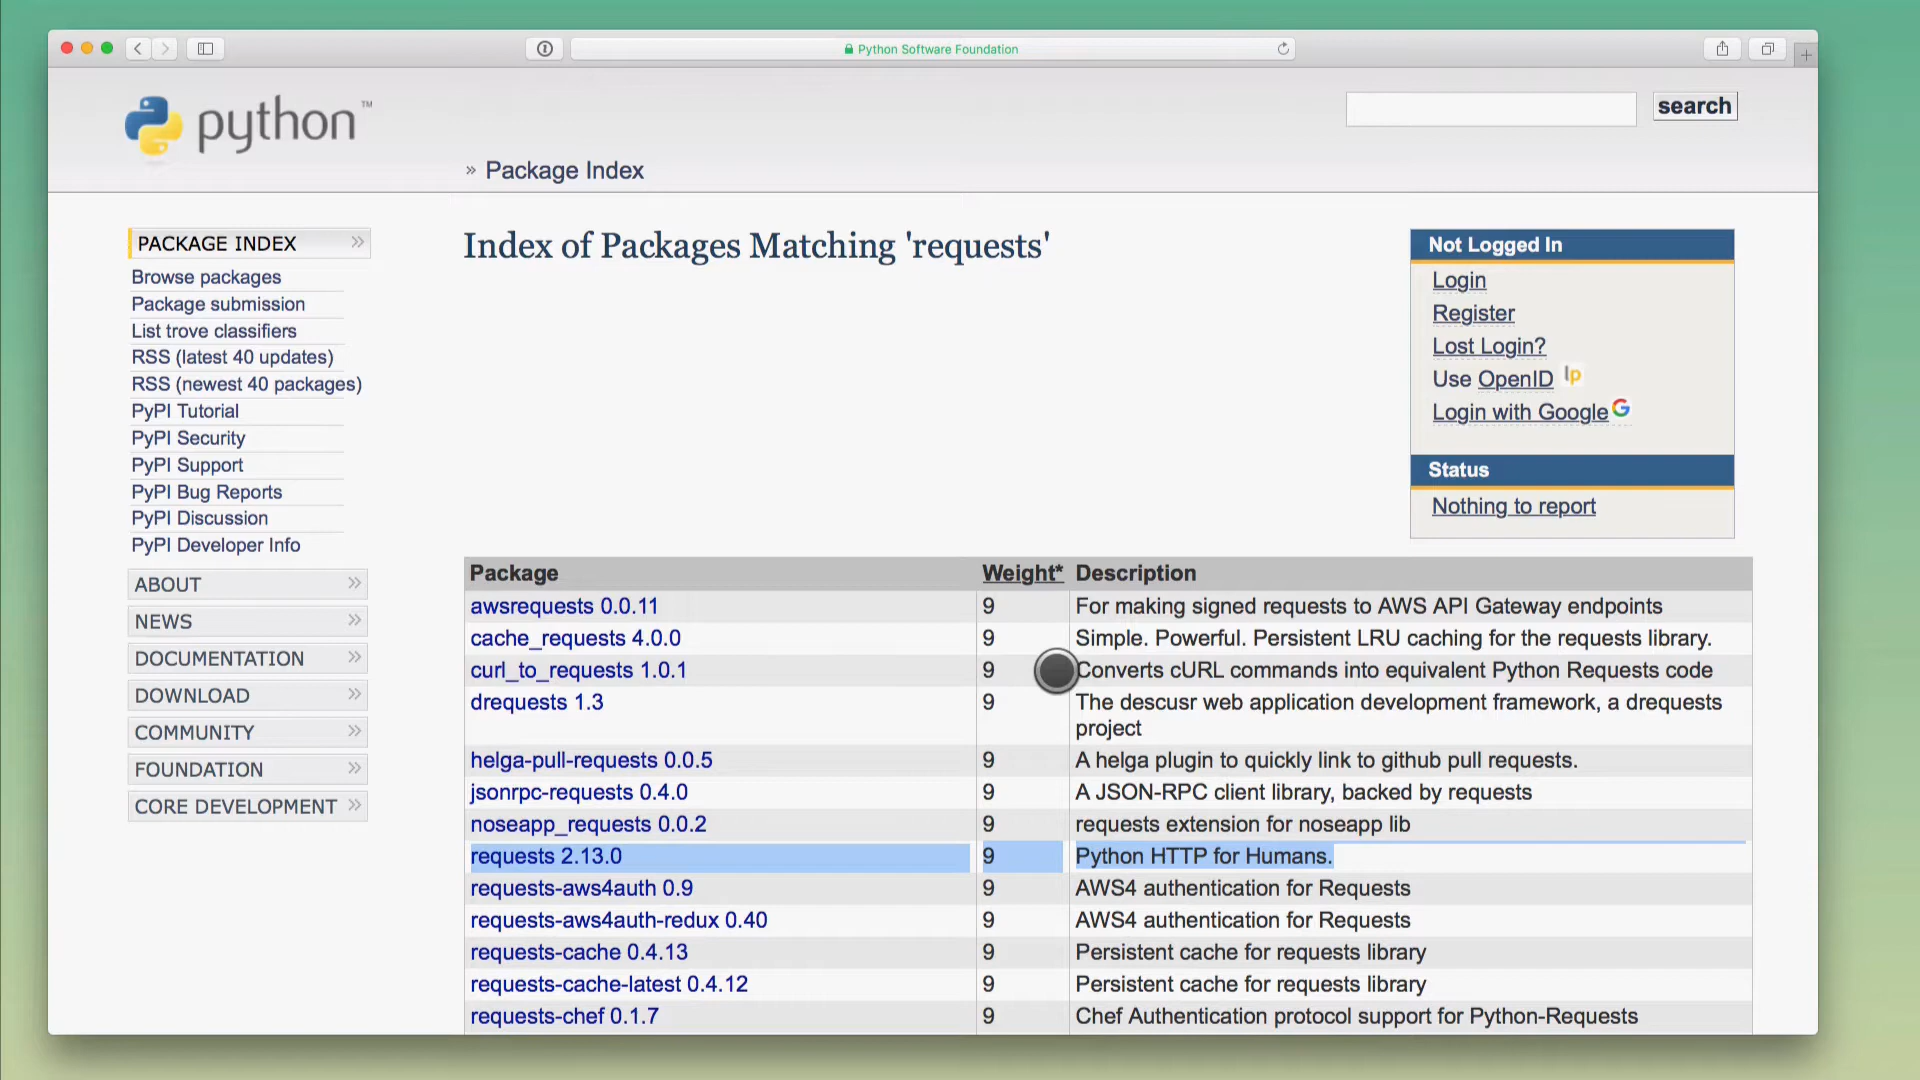 Python Software Foundation
python™
search
» Package Index
PACKAGE INDEX »
Browse packages
Package submission
List trove classifiers
RSS (latest 40 updates)
RSS (newest 40 packages)
PyPI Tutorial
PyPI Security
PyPI Support
PyPI Bug Reports
PyPI Discussion
PyPI Developer Info
ABOUT »
NEWS »
DOCUMENTATION »
DOWNLOAD »
COMMUNITY »
FOUNDATION »
CORE DEVELOPMENT »
Index of Packages Matching 'requests'
Not Logged In
Login
Register
Lost Login?
Use OpenID lp
Login with Google G
Status
Nothing to report
Package Weight* Description
awsrequests 0.0.11 9 For making signed requests to AWS API Gateway endpoints
cache_requests 4.0.0 9 Simple. Powerful. Persistent LRU caching for the requests library.
curl_to_requests 1.0.1 9 Converts cURL commands into equivalent Python Requests code
drequests 1.3 9 The descusr web application development framework, a drequests
project
helga-pull-requests 0.0.5 9 A helga plugin to quickly link to github pull requests.
jsonrpc-requests 0.4.0 9 A JSON-RPC client library, backed by requests
noseapp_requests 0.0.2 9 requests extension for noseapp lib
requests 2.13.0 9 Python HTTP for Humans.
requests-aws4auth 0.9 9 AWS4 authentication for Requests
requests-aws4auth-redux 0.40 9 AWS4 authentication for Requests
requests-cache 0.4.13 9 Persistent cache for requests library
requests-cache-latest 0.4.12 9 Persistent cache for requests library
requests-chef 0.1.7 9 Chef Authentication protocol support for Python-Requests